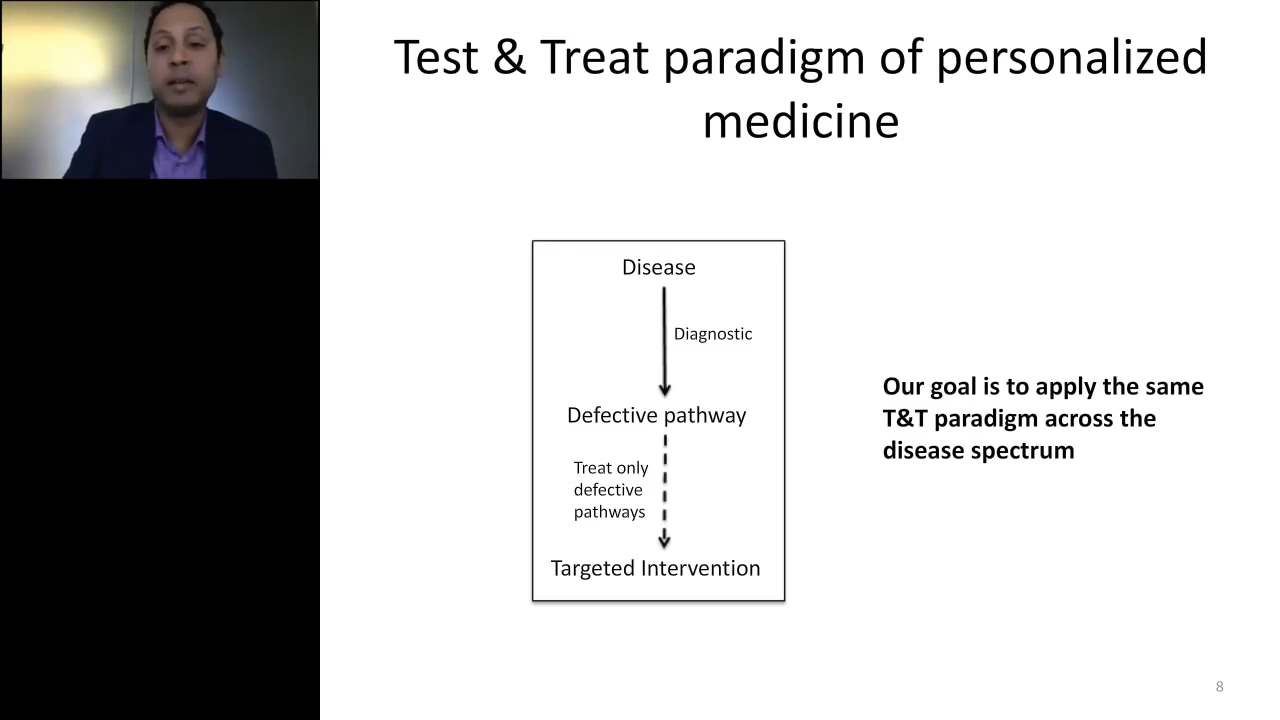 Test & Treat paradigm of personalized
medicine
Disease
Diagnostic
Defective pathway
Treat only
defective
pathways
Targeted Intervention
Our goal is to apply the same
T&T paradigm across the
disease spectrum
8